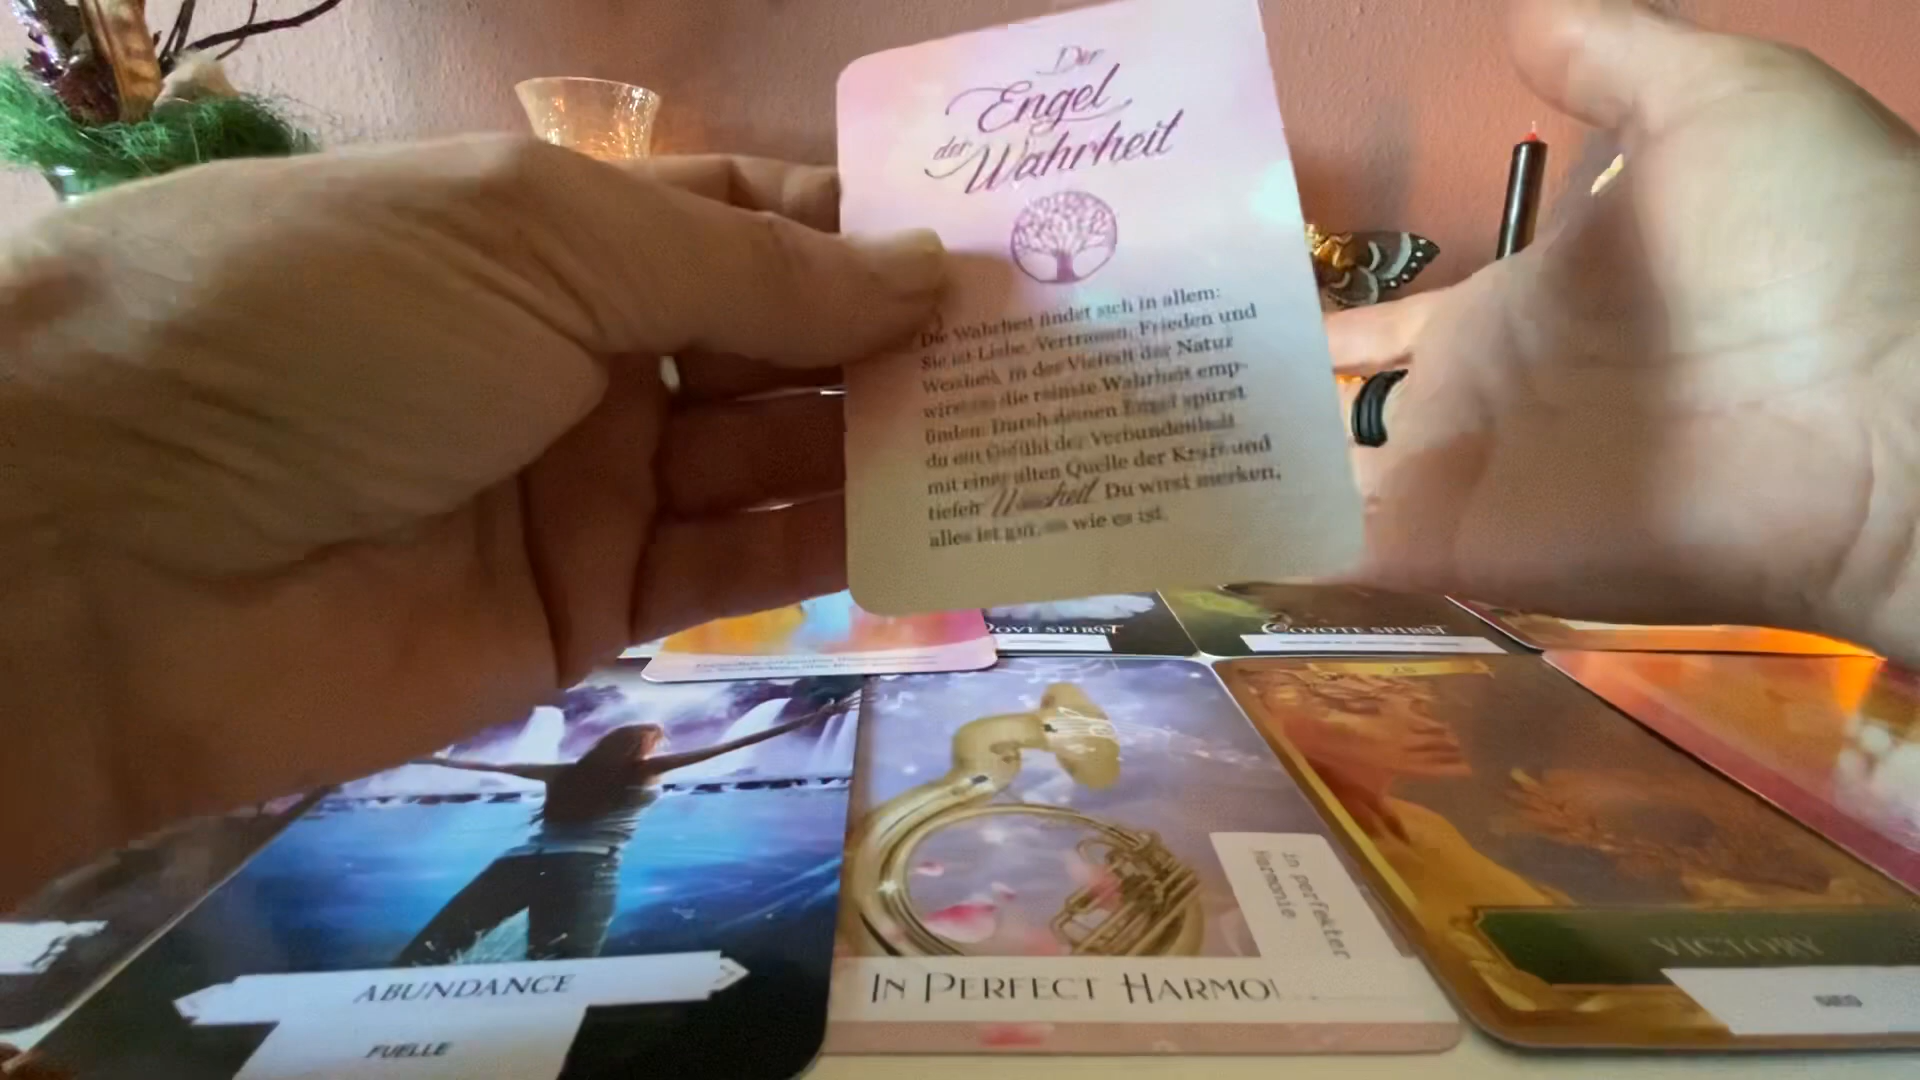 Der
Engel
der Wahrheit
Die Wahrheit findet sich in allem:
Sie ist Liebe, Vertrauen, Frieden und
Weisheit, in der Vielfalt der Natur
wirst die reinste Wahrheit emp-
finden. Durch deinen Engel spürst
du ein Gefühl der Verbundenheit
mit einer alten Quelle der Kraft und
tiefen Weisheit. Du wirst merken,
alles ist gut, so wie es ist.
DOVE SPIRIT
COYOTE SPIRIT
28
ABUNDANCE
FUELLE
in perfekter
Harmonie
IN PERFECT HARMO
VICTORY